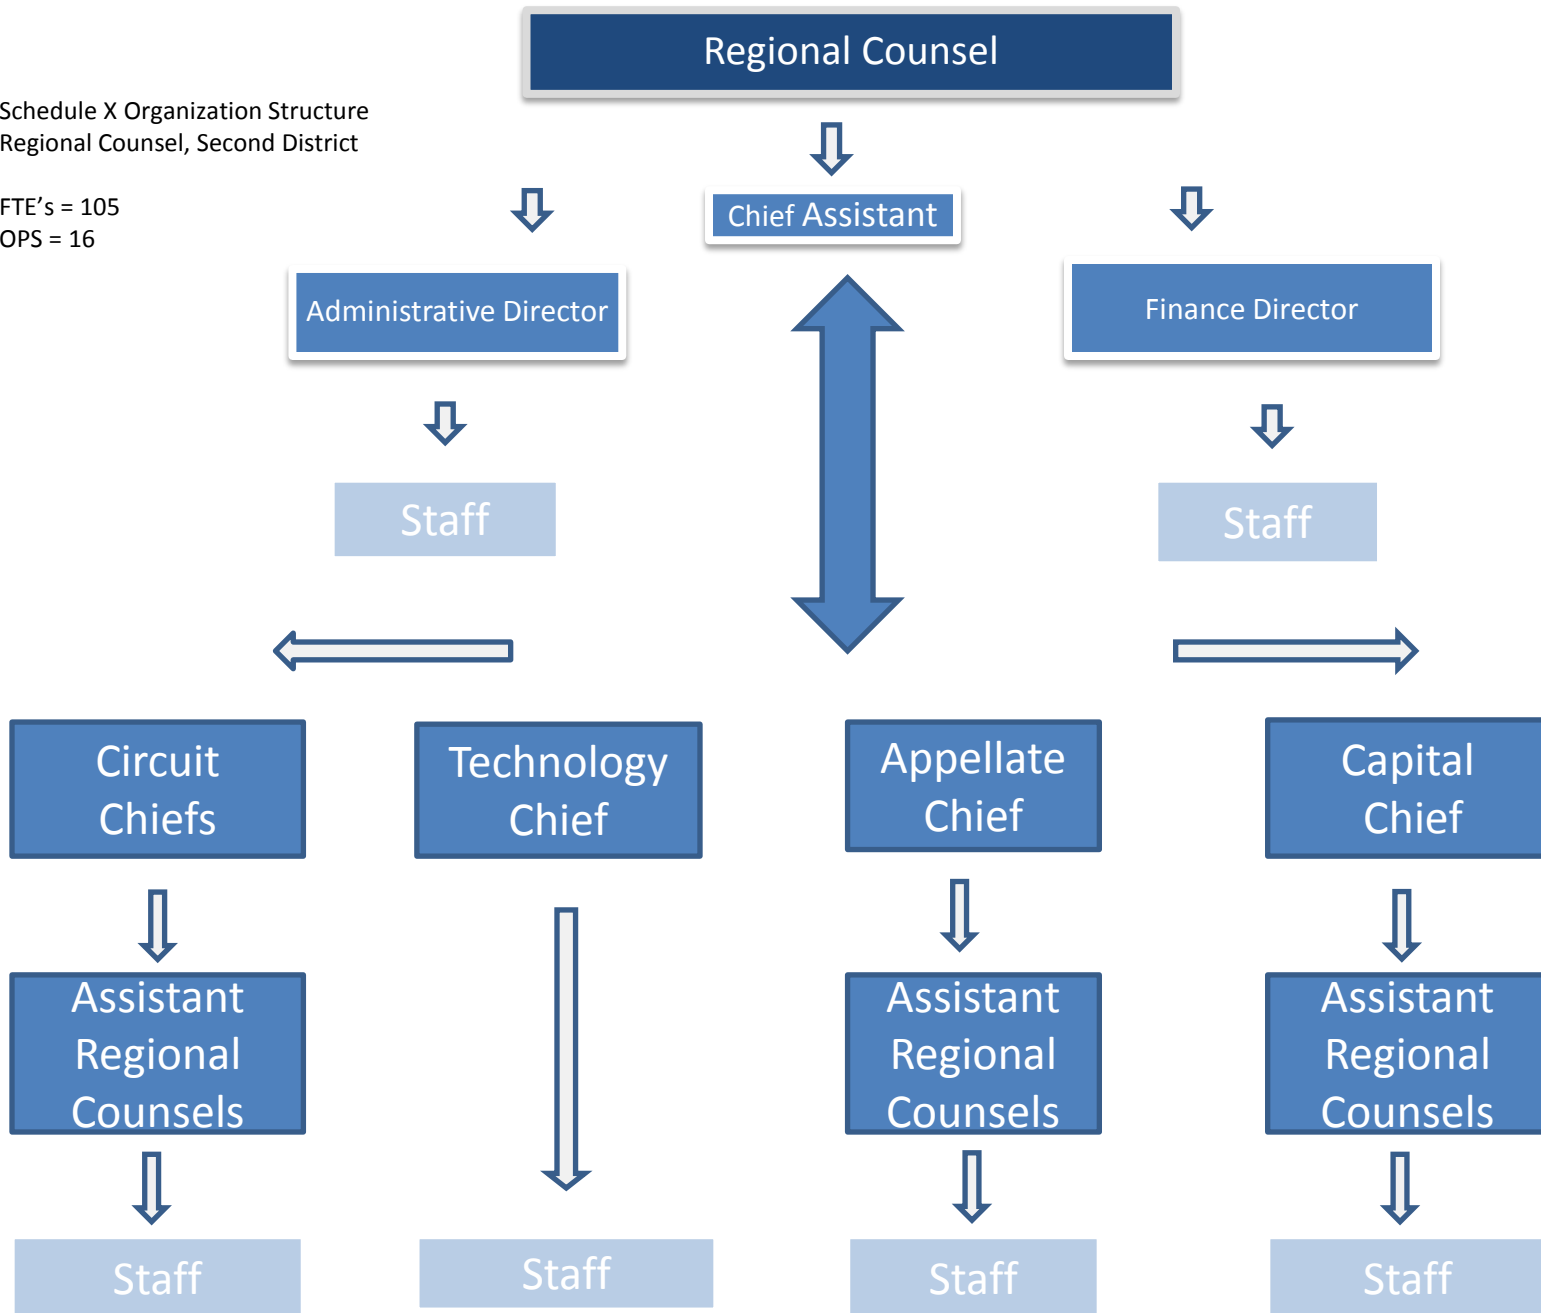 Regional Counsel
Schedule X Organization Structure
Regional Counsel, Second District
FTE's = 105
OPS = 16
Chief Assistant
Administrative Director
Finance Director
Staff
Staff
Circuit
Chiefs
Technology
Chief
Appellate
Chief
Capital
Chief
Assistant
Regional
Counsels
Assistant
Regional
Counsels
Assistant
Regional
Counsels
Staff
Staff
Staff
Staff